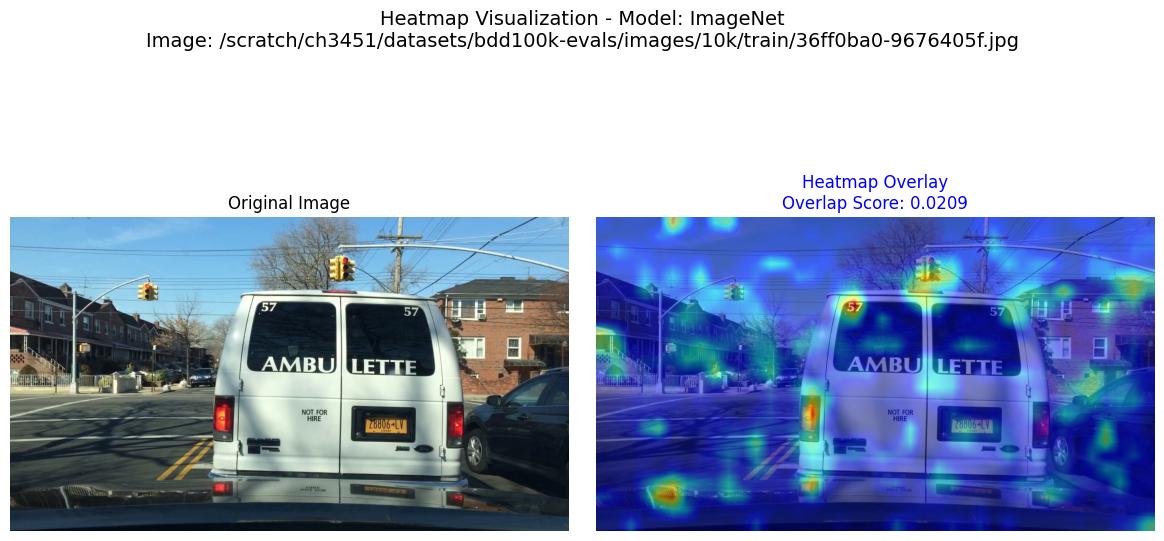 Heatmap Visualization - Model: ImageNet
Image: /scratch/ch3451/datasets/bdd100k-evals/images/10k/train/36ff0ba0-9676405f.jpg
Original Image
Heatmap Overlay
Overlap Score: 0.0209
57 57
AMBU LETTE
NOT FOR
HIRE
57 57
AMBU LETTE
NOT FOR
HIRE